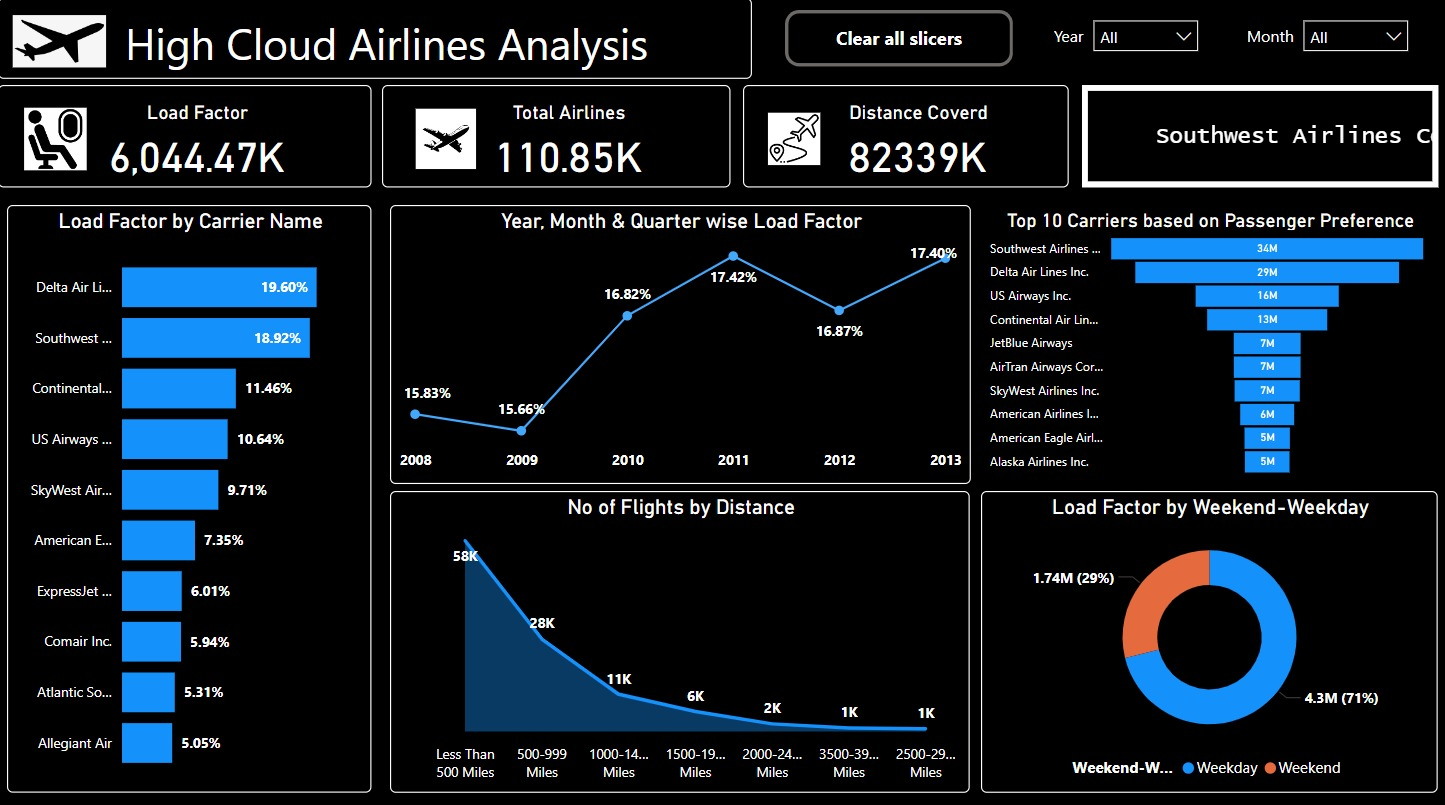 High Cloud Airlines Analysis
Clear all slicers
Year
All
Month
All
Load Factor
6,044.47K
Total Airlines
110.85K
Distance Coverd
82339K
Southwest Airlines C
Load Factor by Carrier Name
Delta Air Li...
19.60%
Southwest ...
18.92%
Continental...
11.46%
US Airways ...
10.64%
SkyWest Air...
9.71%
American E...
7.35%
ExpressJet ...
6.01%
Comair Inc.
5.94%
Atlantic So...
5.31%
Allegiant Air
5.05%
Year, Month & Quarter wise Load Factor
15.83%
15.66%
16.82%
17.42%
16.87%
17.40%
2008
2009
2010
2011
2012
2013
Top 10 Carriers based on Passenger Preference
Southwest Airlines ...
34M
Delta Air Lines Inc.
29M
US Airways Inc.
16M
Continental Air Lin...
13M
JetBlue Airways
7M
AirTran Airways Cor...
7M
SkyWest Airlines Inc.
7M
American Airlines I...
6M
American Eagle Airl...
5M
Alaska Airlines Inc.
5M
No of Flights by Distance
58K
28K
11K
6K
2K
1K
1K
Less Than
500 Miles
500-999
Miles
1000-14...
Miles
1500-19...
Miles
2000-24...
Miles
3500-39...
Miles
2500-29...
Miles
Load Factor by Weekend-Weekday
1.74M (29%)
4.3M (71%)
Weekend-W...
Weekday
Weekend